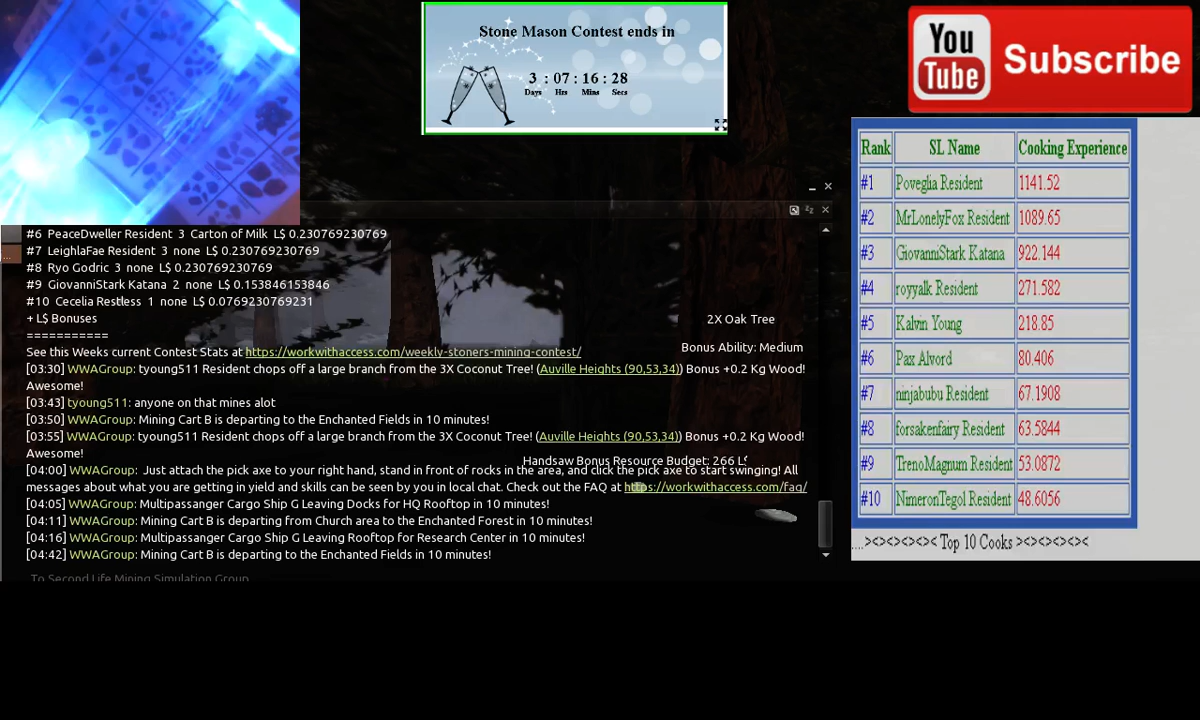 Stone Mason Contest ends in
3 : 07 : 16 : 28
Days Hrs Mins Secs
You Tube Subscribe
#6 PeaceDweller Resident 3 Carton of Milk L$ 0.230769230769
#7 LeighlaFae Resident 3 none L$ 0.230769230769
#8 Ryo Godric 3 none L$ 0.230769230769
#9 GiovanniStark Katana 2 none L$ 0.153846153846
#10 Cecelia Restless 1 none L$ 0.0769230769231
+ L$ Bonuses
===========
See this Weeks current Contest Stats at https://workwithaccess.com/weekly-stoners-mining-contest/
[03:30] WWAGroup: tyoung511 Resident chops off a large branch from the 3X Coconut Tree! (Auville Heights (90,53,34)) Bonus +0.2 Kg Wood!
Awesome!
[03:43] tyoung511: anyone on that mines alot
[03:50] WWAGroup: Mining Cart B is departing to the Enchanted Fields in 10 minutes!
[03:55] WWAGroup: tyoung511 Resident chops off a large branch from the 3X Coconut Tree! (Auville Heights (90,53,34)) Bonus +0.2 Kg Wood!
Awesome!
[04:00] WWAGroup: Just attach the pick axe to your right hand, stand in front of rocks in the area, and click the pick axe to start swinging! All
messages about what you are getting in yield and skills can be seen by you in local chat. Check out the FAQ at https://workwithaccess.com/faq/
[04:05] WWAGroup: Multipassenger Cargo Ship G Leaving Docks for HQ Rooftop in 10 minutes!
[04:11] WWAGroup: Mining Cart B is departing from Church area to the Enchanted Forest in 10 minutes!
[04:16] WWAGroup: Multipassenger Cargo Ship G Leaving Rooftop for Research Center in 10 minutes!
[04:42] WWAGroup: Mining Cart B is departing to the Enchanted Fields in 10 minutes!
To Second Life Mining Simulation Group
2X Oak Tree
Bonus Ability: Medium
Handsaw Bonus Resource Budget: 266 L$
Rank SL Name Cooking Experience
#1 Poveglia Resident 1141.52
#2 MrLonelyFox Resident 1089.65
#3 GiovanniStark Katana 922.144
#4 royyalk Resident 271.582
#5 Kalvin Young 218.85
#6 Pax Alvord 80.406
#7 ninjabubu Resident 67.1908
#8 forsakenfairy Resident 63.5844
#9 TrenoMagnum Resident 53.0872
#10 NimeronTegol Resident 48.6056
....><><><><>< Top 10 Cooks ><><><><><